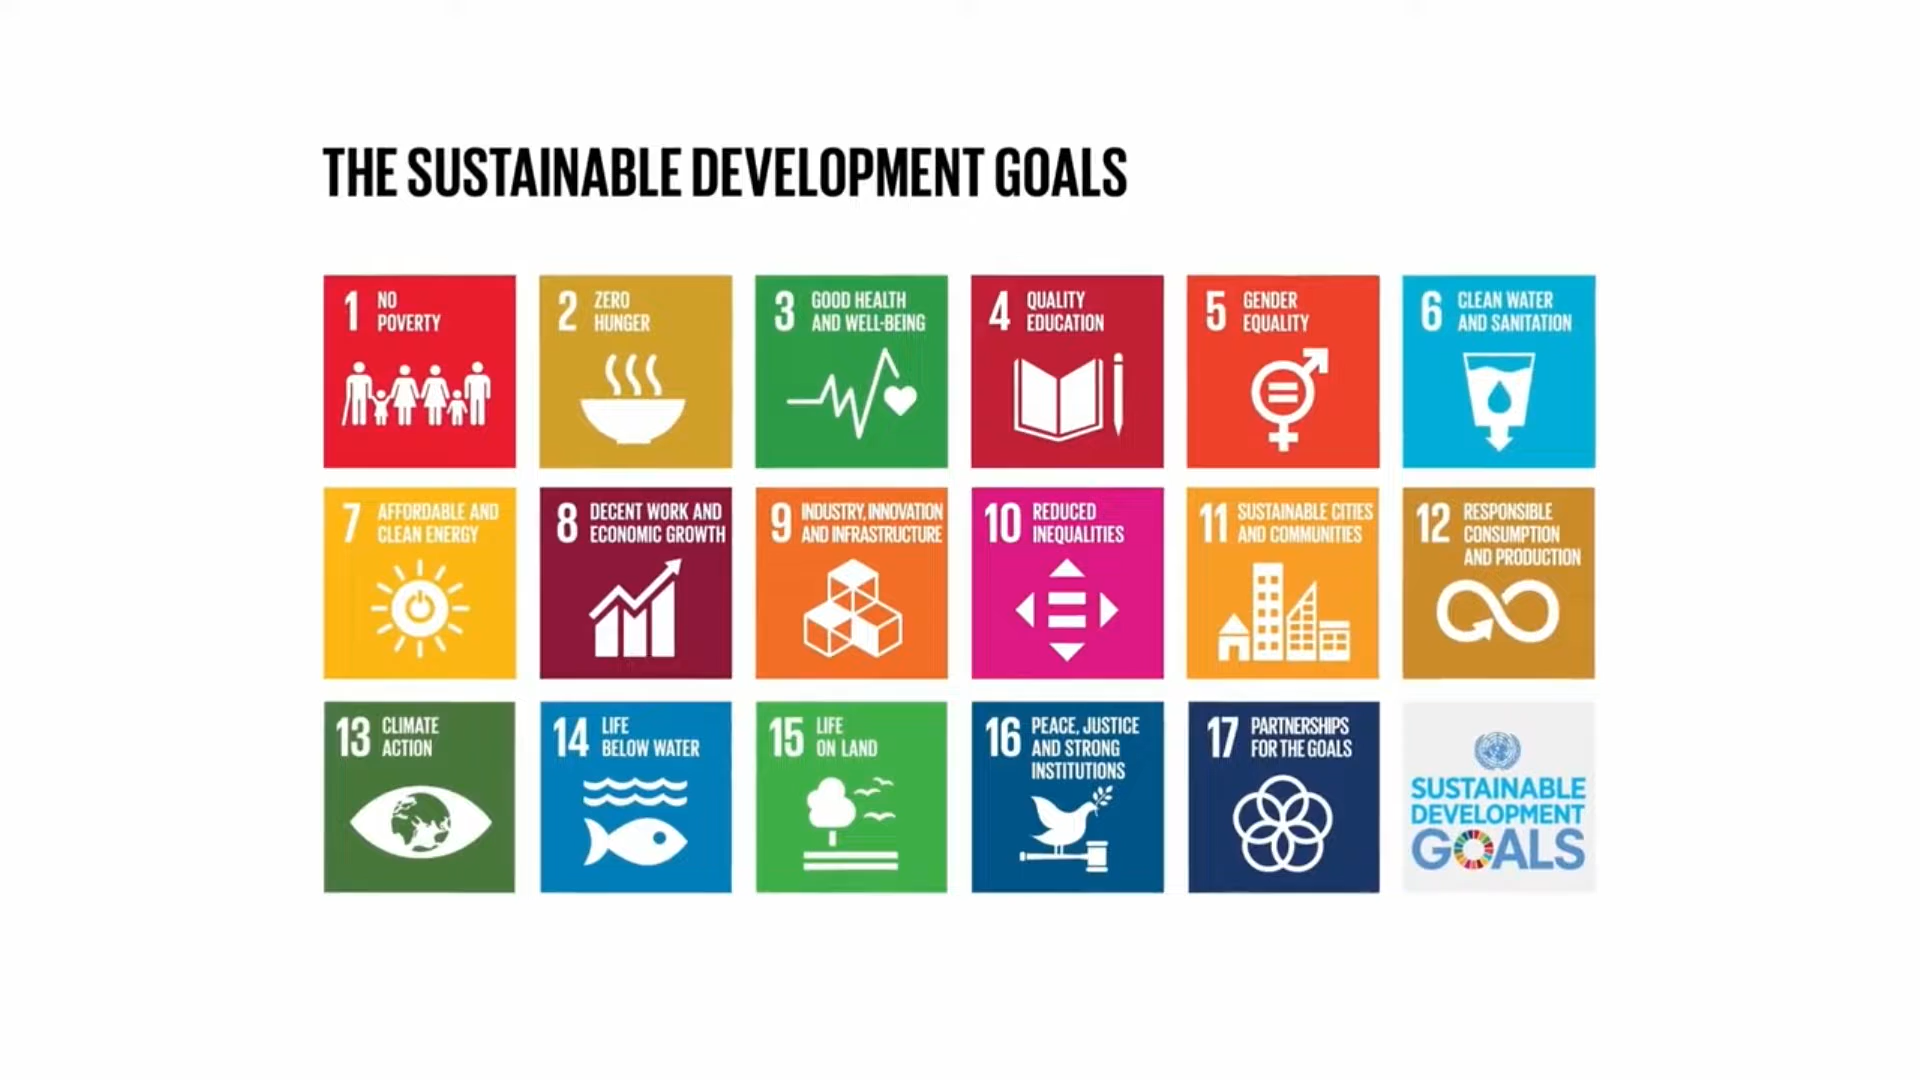 THE SUSTAINABLE DEVELOPMENT GOALS
1 NO
POVERTY
2 ZERO
HUNGER
3 GOOD HEALTH
AND WELL-BEING
4 QUALITY
EDUCATION
5 GENDER
EQUALITY
6 CLEAN WATER
AND SANITATION
7 AFFORDABLE AND
CLEAN ENERGY
8 DECENT WORK AND
ECONOMIC GROWTH
9 INDUSTRY, INNOVATION
AND INFRASTRUCTURE
10 REDUCED
INEQUALITIES
11 SUSTAINABLE CITIES
AND COMMUNITIES
12 RESPONSIBLE
CONSUMPTION
AND PRODUCTION
13 CLIMATE
ACTION
14 LIFE
BELOW WATER
15 LIFE
ON LAND
16 PEACE, JUSTICE
AND STRONG
INSTITUTIONS
17 PARTNERSHIPS
FOR THE GOALS
SUSTAINABLE
DEVELOPMENT
GOALS